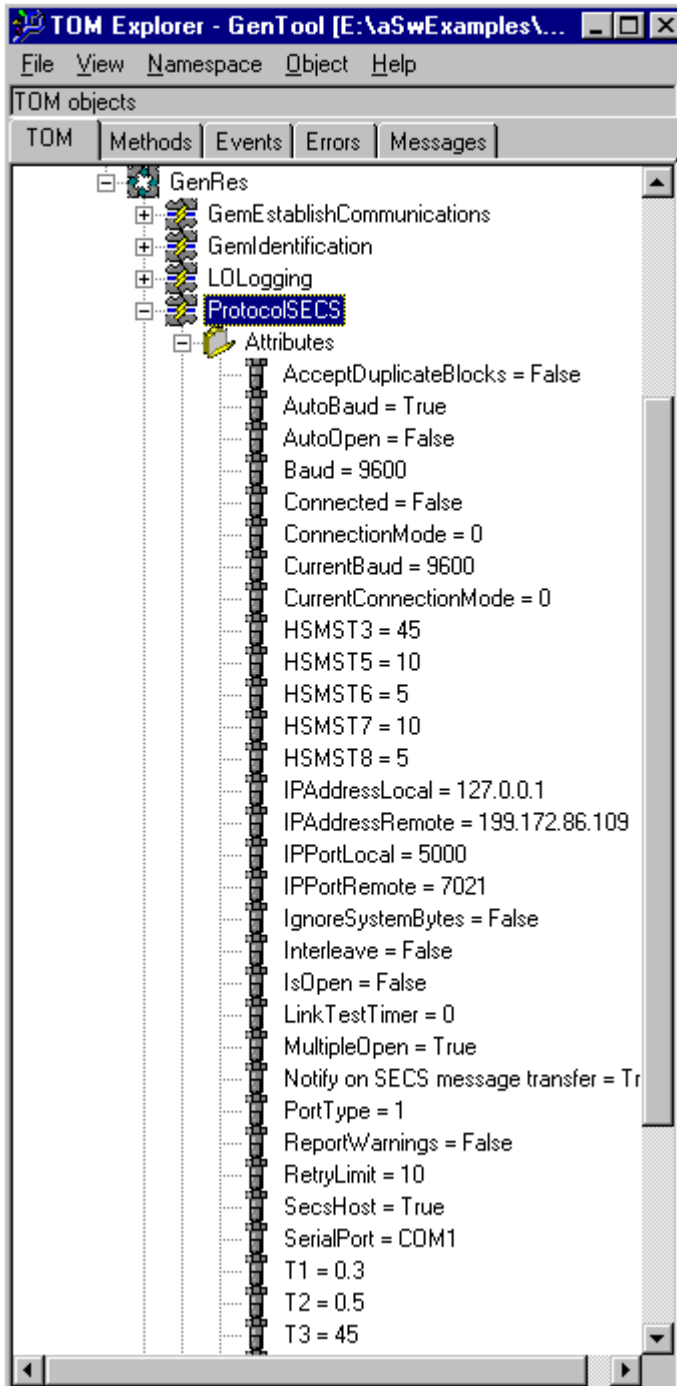 TOM Explorer - GenTool [E:\aSwExamples\...
File View Namespace Object Help
TOM objects
TOM Methods Events Errors Messages
GenRes
GemEstablishCommunications
GemIdentification
LOLogging
ProtocolSECS
Attributes
AcceptDuplicateBlocks = False
AutoBaud = True
AutoOpen = False
Baud = 9600
Connected = False
ConnectionMode = 0
CurrentBaud = 9600
CurrentConnectionMode = 0
HSMST3 = 45
HSMST5 = 10
HSMST6 = 5
HSMST7 = 10
HSMST8 = 5
IPAddressLocal = 127.0.0.1
IPAddressRemote = 199.172.86.109
IPPortLocal = 5000
IPPortRemote = 7021
IgnoreSystemBytes = False
Interleave = False
IsOpen = False
LinkTestTimer = 0
MultipleOpen = True
Notify on SECS message transfer = Tr
PortType = 1
ReportWarnings = False
RetryLimit = 10
SecsHost = True
SerialPort = COM1
T1 = 0.3
T2 = 0.5
T3 = 45